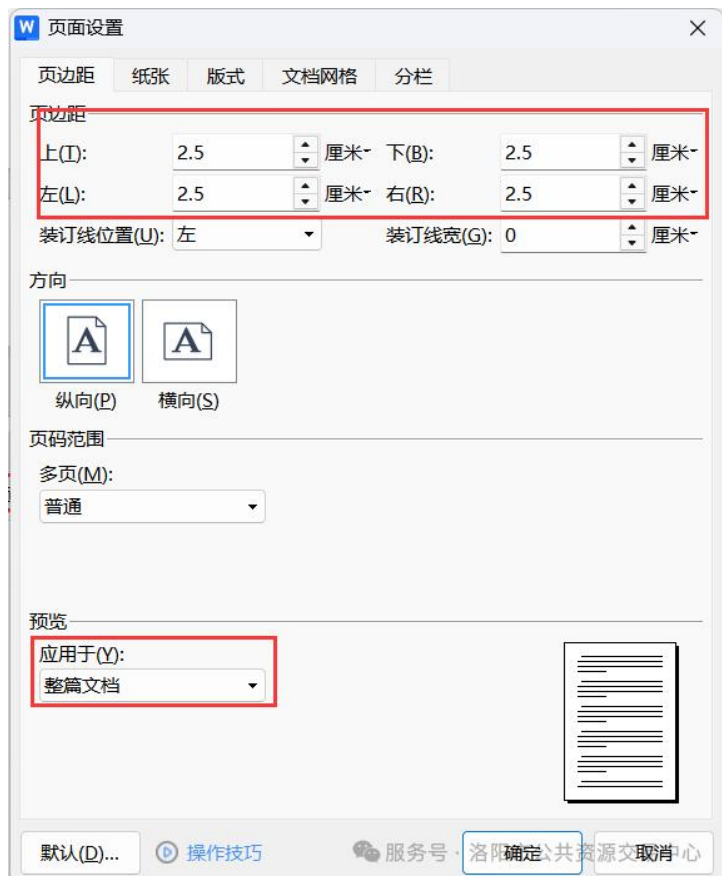 W 页面设置
页边距 纸张 版式 文档网格 分栏
页边距
上(T): 2.5 厘米 下(B): 2.5 厘米
左(L): 2.5 厘米 右(R): 2.5 厘米
装订线位置(U): 左 装订线宽(G): 0 厘米
方向
A A
纵向(P) 横向(S)
页码范围
多页(M):
普通
预览
应用于(Y):
整篇文档
默认(D)... 操作技巧 确定 取消
服务号 · 洛阳市公共资源交易中心